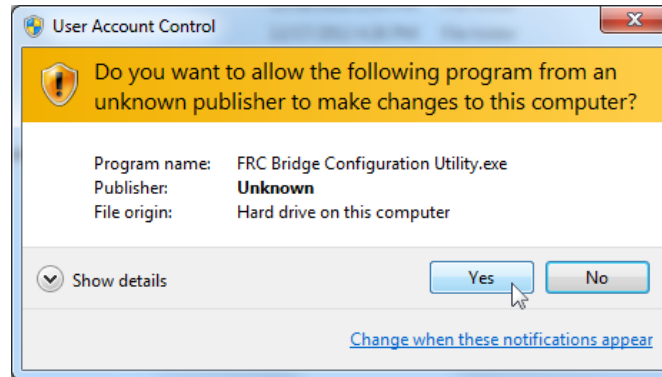 User Account Control
Do you want to allow the following program from an
unknown publisher to make changes to this computer?
Program name: FRC Bridge Configuration Utility.exe
Publisher: Unknown
File origin: Hard drive on this computer
Show details
Yes
No
Change when these notifications appear